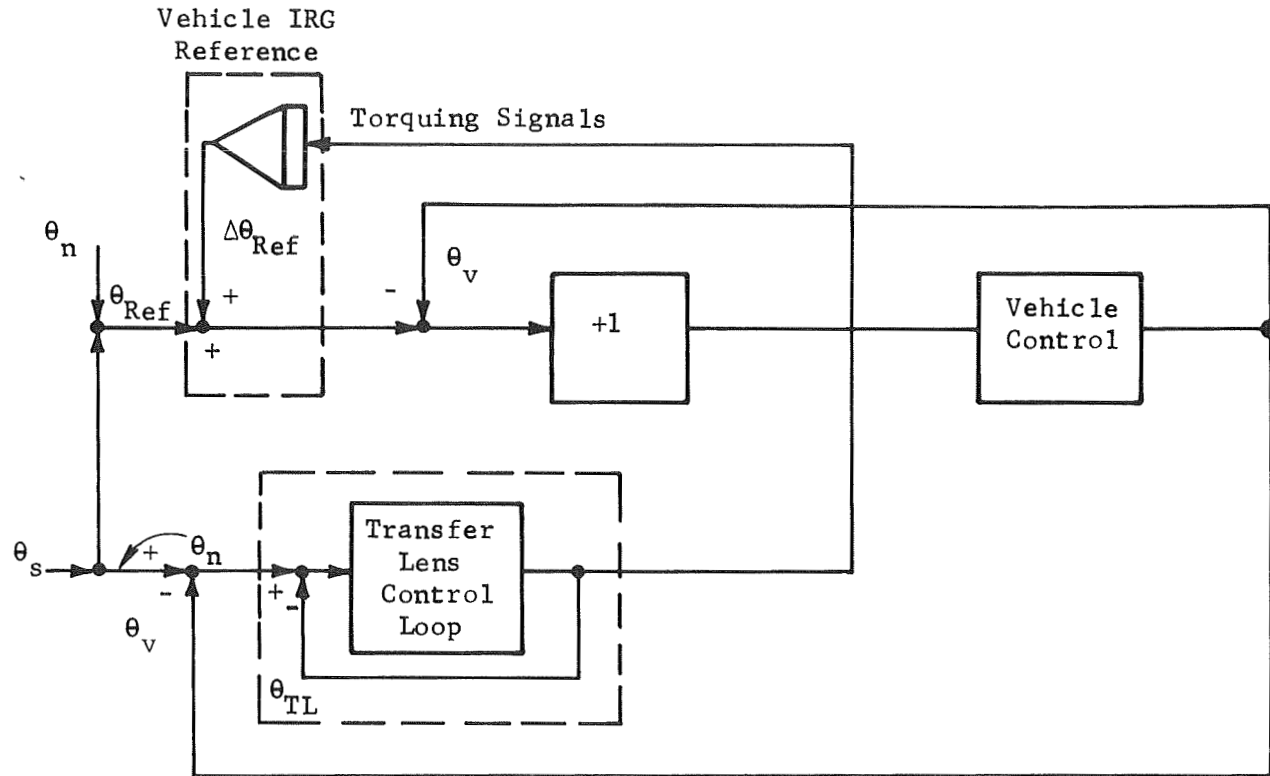 Vehicle IRG
Reference
Torquing Signals
θn
ΔθRef
θv
-
θRef
+
+
+1
Vehicle
Control
θs
+
θn
-
θv
+
-
Transfer
Lens
Control
Loop
θTL